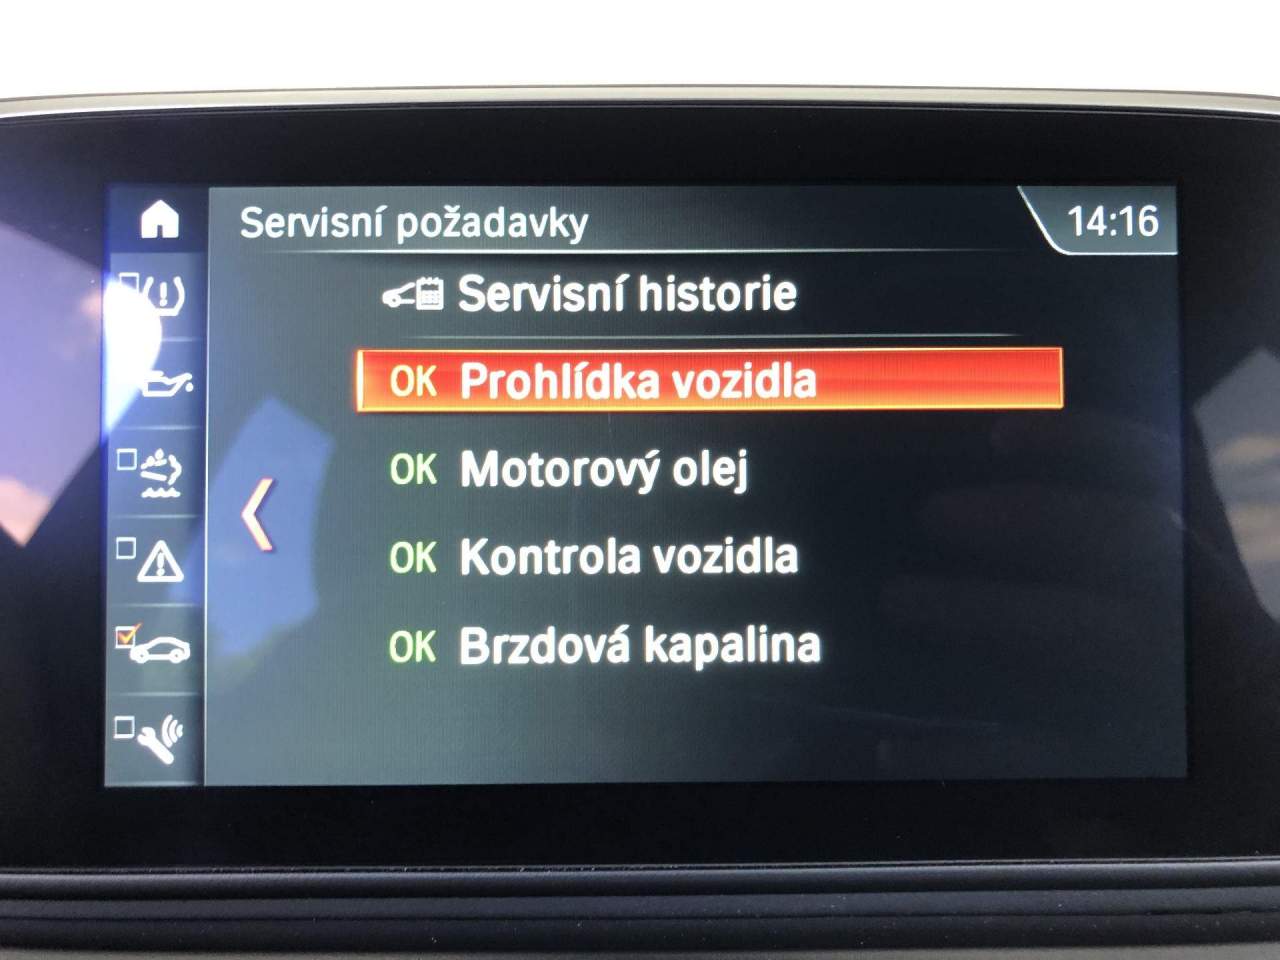 Servisní požadavky
14:16
Servisní historie
OK Prohlídka vozidla
OK Motorový olej
OK Kontrola vozidla
OK Brzdová kapalina